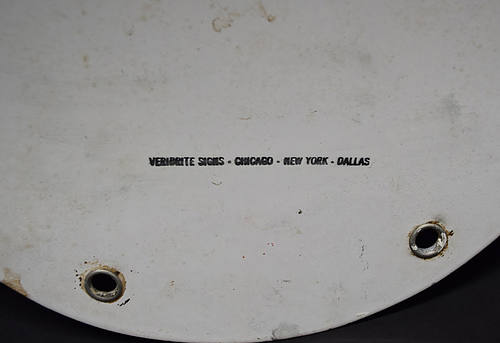 VERIBRITE SIGNS - CHICAGO - NEW YORK - DALLAS